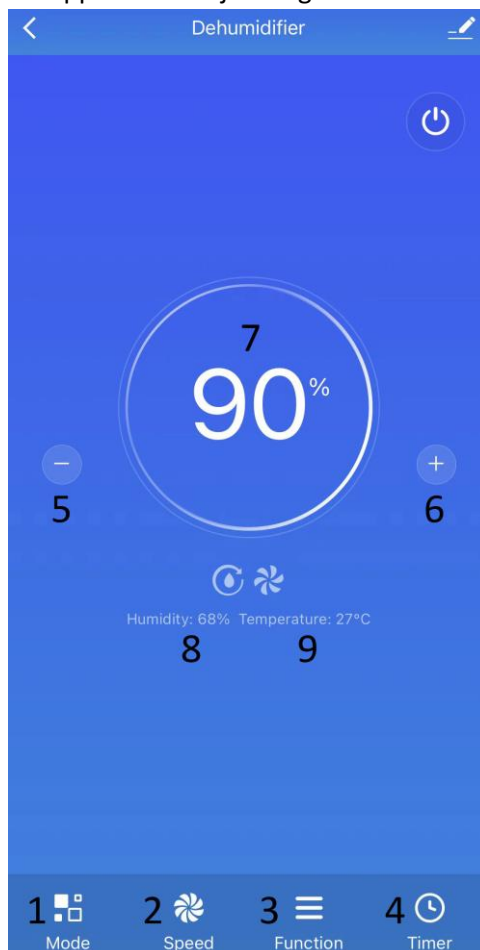 Dehumidifier
7
90%
5
6
Humidity: 68% Temperature: 27°C
8 9
1 2 3 4
Mode Speed Function Timer